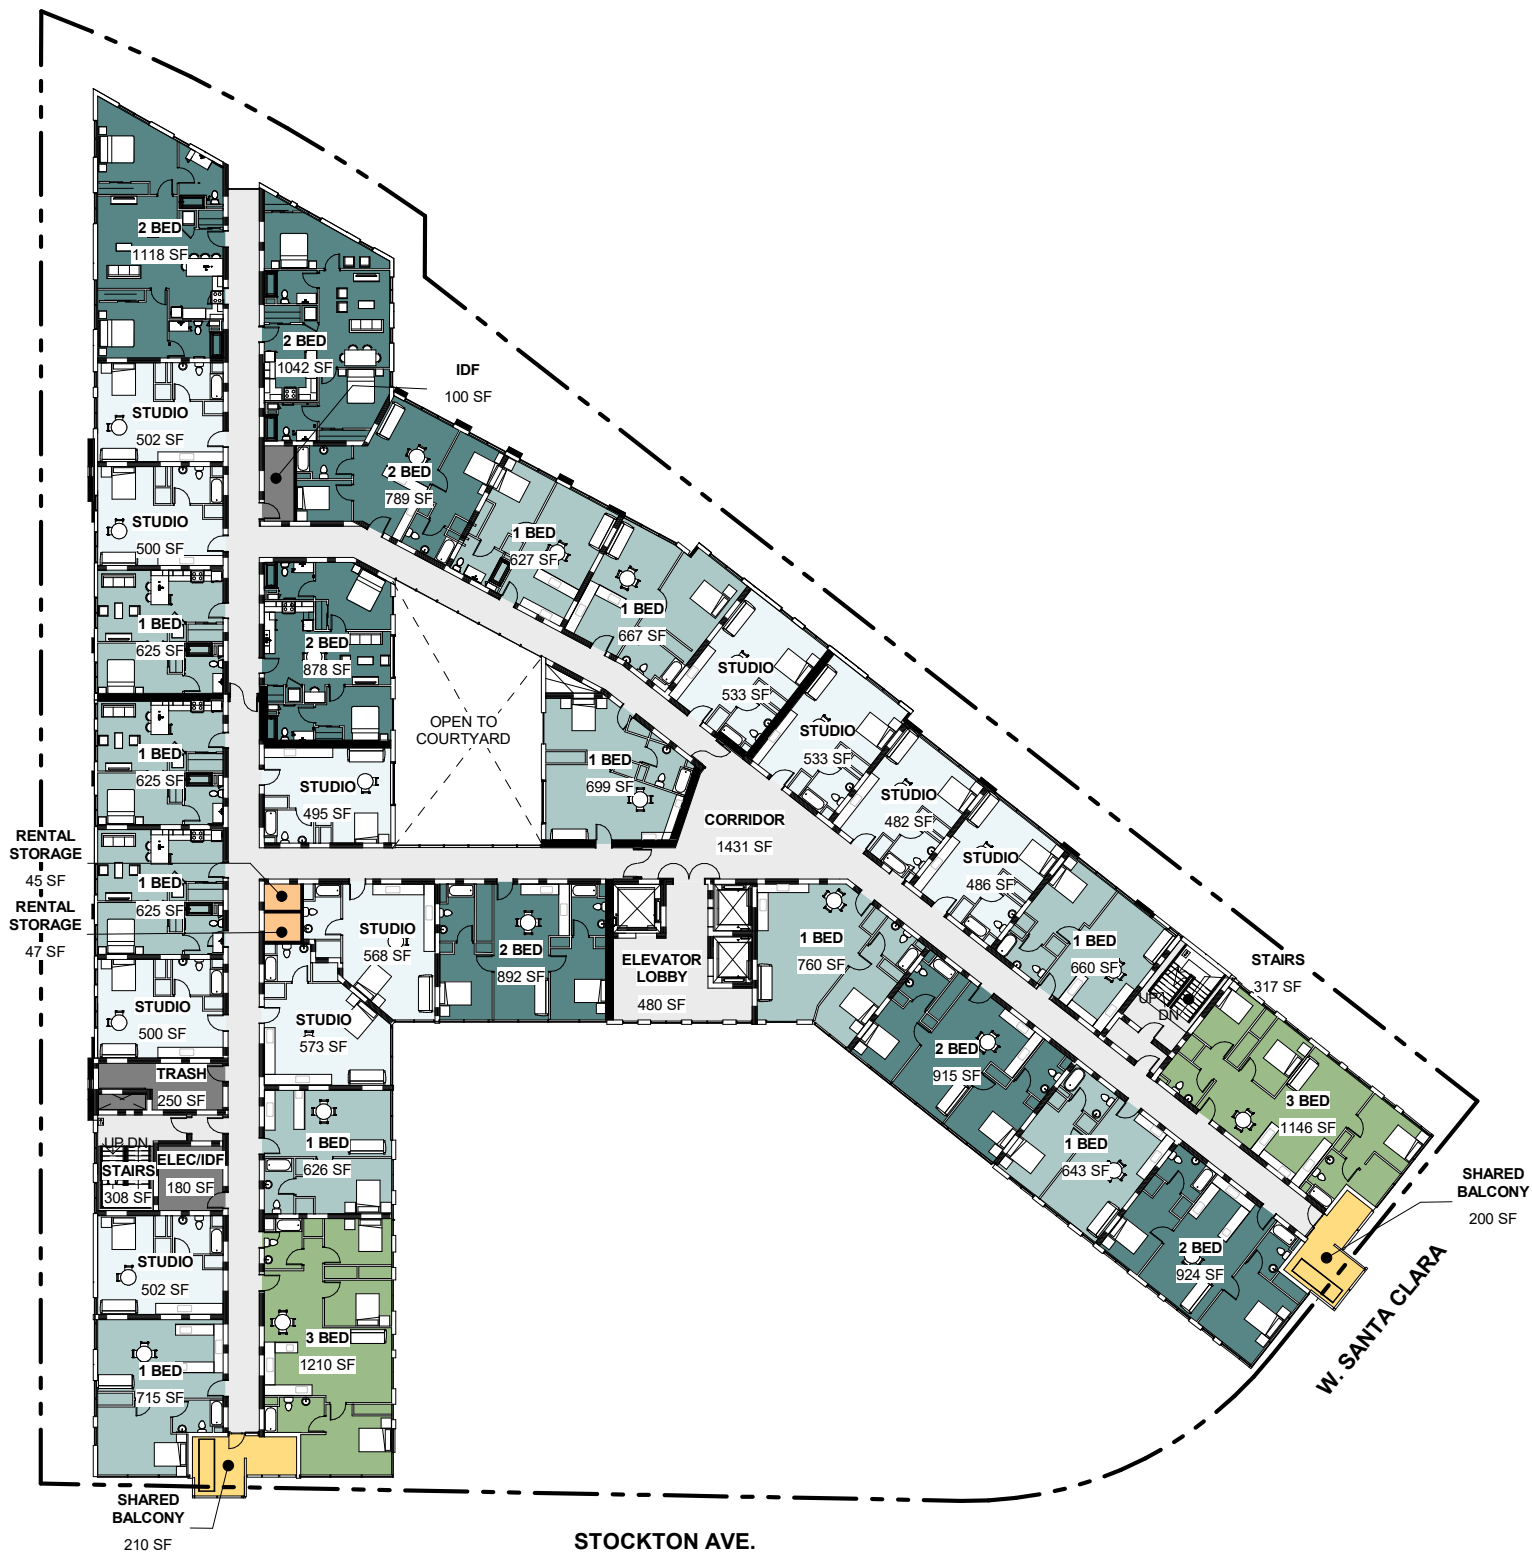 2 BED
1118 SF
2 BED
1042 SF
IDF
100 SF
STUDIO
502 SF
2 BED
789 SF
STUDIO
500 SF
1 BED
627 SF
1 BED
625 SF
1 BED
667 SF
2 BED
878 SF
STUDIO
533 SF
OPEN TO
COURTYARD
STUDIO
533 SF
1 BED
625 SF
STUDIO
495 SF
1 BED
699 SF
STUDIO
482 SF
CORRIDOR
1431 SF
RENTAL
STORAGE
45 SF
STUDIO
486 SF
1 BED
625 SF
RENTAL
STORAGE
47 SF
STUDIO
568 SF
2 BED
892 SF
ELEVATOR
LOBBY
480 SF
1 BED
760 SF
1 BED
660 SF
STAIRS
317 SF
UP
DN
STUDIO
500 SF
STUDIO
573 SF
2 BED
915 SF
TRASH
250 SF
3 BED
1146 SF
UP DN
1 BED
626 SF
1 BED
643 SF
STAIRS
308 SF
ELEC/IDF
180 SF
SHARED
BALCONY
200 SF
STUDIO
502 SF
2 BED
924 SF
3 BED
1210 SF
1 BED
715 SF
W. SANTA CLARA
SHARED
BALCONY
210 SF
STOCKTON AVE.